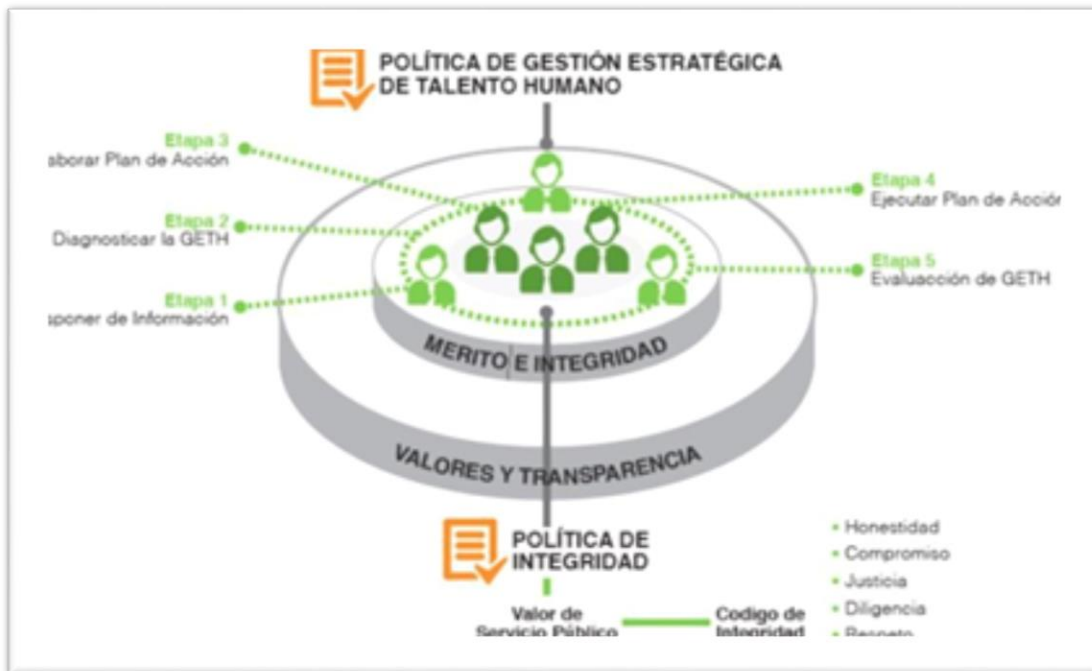 POLÍTICA DE GESTIÓN ESTRATÉGICA
DE TALENTO HUMANO
Etapa 3
aborar Plan de Acción
Etapa 2
Diagnosticar la GETH
Etapa 1
sponer de Información
Etapa 4
Ejecutar Plan de Acción
Etapa 5
Evaluacción de GETH
MERITO E INTEGRIDAD
VALORES Y TRANSPARENCIA
POLÍTICA DE
INTEGRIDAD
Valor de
Servicio Público
Codigo de
Integridad
• Honestidad
• Compromiso
• Justicia
• Diligencia
• Respeto